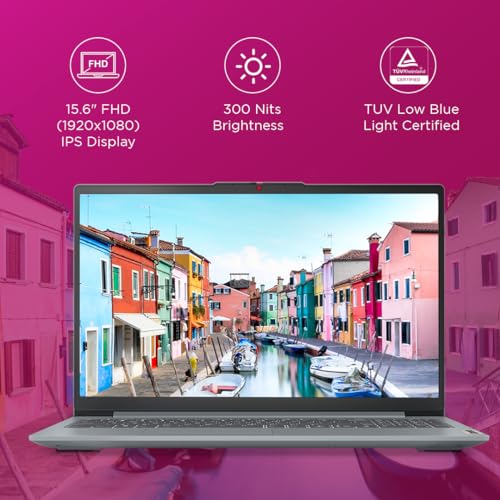 FHD
15.6" FHD
(1920x1080)
IPS Display
300 Nits
Brightness
TÜVRheinland
CERTIFIED
TUV Low Blue
Light Certified